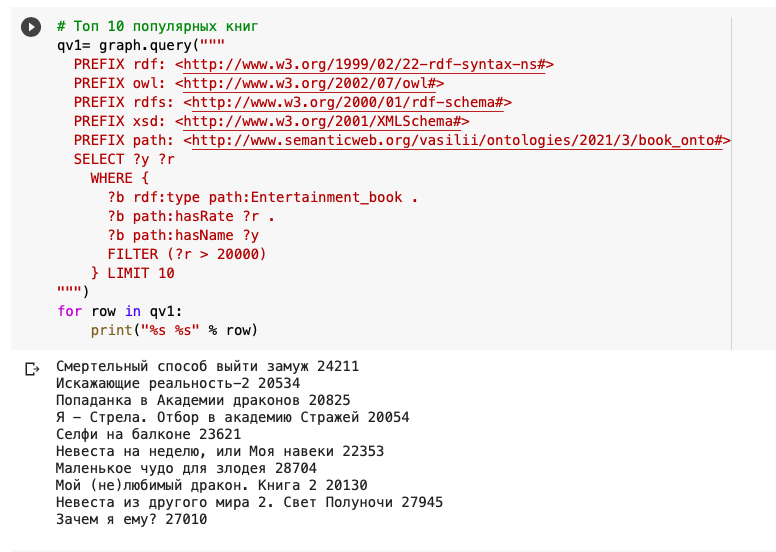 # Топ 10 популярных книг
qv1= graph.query("""
  PREFIX rdf: <http://www.w3.org/1999/02/22-rdf-syntax-ns#>
  PREFIX owl: <http://www.w3.org/2002/07/owl#>
  PREFIX rdfs: <http://www.w3.org/2000/01/rdf-schema#>
  PREFIX xsd: <http://www.w3.org/2001/XMLSchema#>
  PREFIX path: <http://www.semanticweb.org/vasilii/ontologies/2021/3/book_onto#>
  SELECT ?y ?r
    WHERE {
      ?b rdf:type path:Entertainment_book .
      ?b path:hasRate ?r .
      ?b path:hasName ?y
      FILTER (?r > 20000)
    } LIMIT 10
""")
for row in qv1:
    print("%s %s" % row)
Смертельный способ выйти замуж 24211
Искажающие реальность-2 20534
Попаданка в Академии драконов 20825
Я - Стрела. Отбор в академию Стражей 20054
Селфи на балконе 23621
Невеста на неделю, или Моя навеки 22353
Маленькое чудо для злодея 28704
Мой (не)любимый дракон. Книга 2 20130
Невеста из другого мира 2. Свет Полуночи 27945
Зачем я ему? 27010